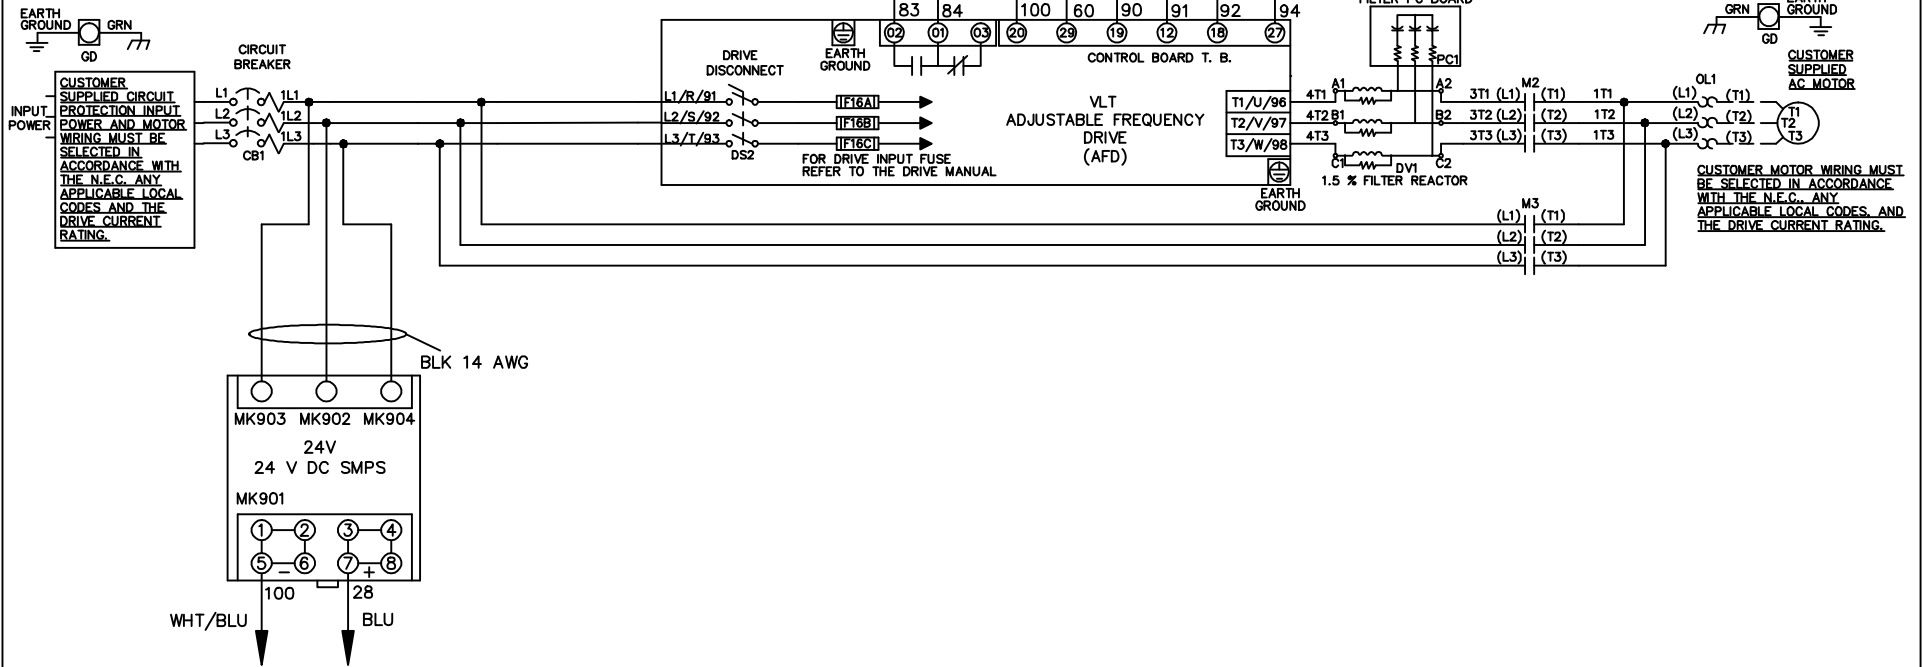 EARTH
GROUND
GRN
GD
83
84
100
60
90
91
92
94
02
01
03
20
29
19
12
18
27
EARTH
GROUND
CONTROL BOARD T. B.
PC1
GRN
GROUND
GD
CIRCUIT
BREAKER
INPUT
POWER
CUSTOMER
SUPPLIED CIRCUIT
PROTECTION INPUT
POWER AND MOTOR
WIRING MUST BE
SELECTED IN
ACCORDANCE WITH
THE N.E.C. ANY
APPLICABLE LOCAL
CODES AND THE
DRIVE CURRENT
RATING.
L1
L2
L3
1L1
1L2
1L3
CB1
DRIVE
DISCONNECT
L1/R/91
L2/S/92
L3/T/93
DS2
F16A
F16B
F16C
FOR DRIVE INPUT FUSE
REFER TO THE DRIVE MANUAL
VLT
ADJUSTABLE FREQUENCY
DRIVE
(AFD)
T1/U/96
T2/V/97
T3/W/98
EARTH
GROUND
4T1
4T2
4T3
A1
B1
C1
A2
B2
C2
DV1
1.5 % FILTER REACTOR
M2
3T1 (L1) (T1) 1T1
3T2 (L2) (T2) 1T2
3T3 (L3) (T3) 1T3
M3
(L1) (T1)
(L2) (T2)
(L3) (T3)
OL1
(L1) (T1)
(L2) (T2)
(L3) (T3)
T1
T2
T3
CUSTOMER
SUPPLIED
AC MOTOR
CUSTOMER MOTOR WIRING MUST
BE SELECTED IN ACCORDANCE
WITH THE N.E.C., ANY
APPLICABLE LOCAL CODES, AND
THE DRIVE CURRENT RATING.
BLK 14 AWG
MK903 MK902 MK904
24V
24 V DC SMPS
MK901
1 2 3 4
5 - 6 7 + 8
100
28
WHT/BLU
BLU